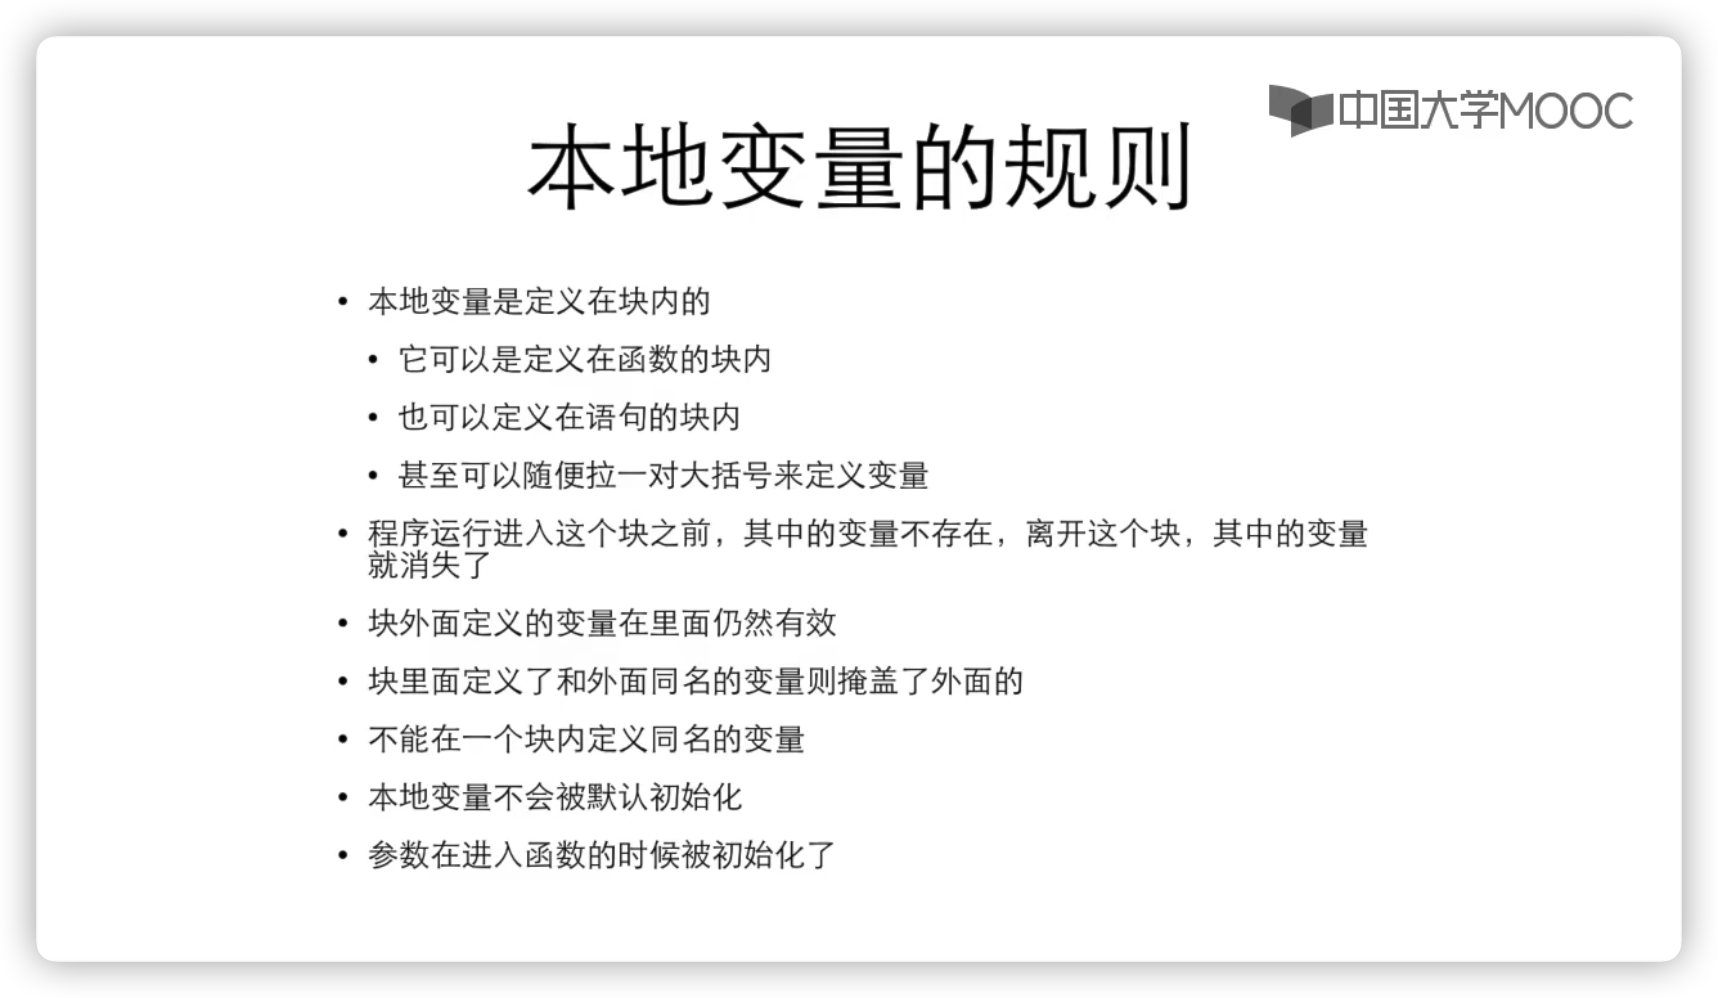 中国大学MOOC
本地变量的规则
• 本地变量是定义在块内的
• 它可以是定义在函数的块内
• 也可以定义在语句的块内
• 甚至可以随便拉一对大括号来定义变量
• 程序运行进入这个块之前，其中的变量不存在，离开这个块，其中的变量
就消失了
• 块外面定义的变量在里面仍然有效
• 块里面定义了和外面同名的变量则掩盖了外面的
• 不能在一个块内定义同名的变量
• 本地变量不会被默认初始化
• 参数在进入函数的时候被初始化了